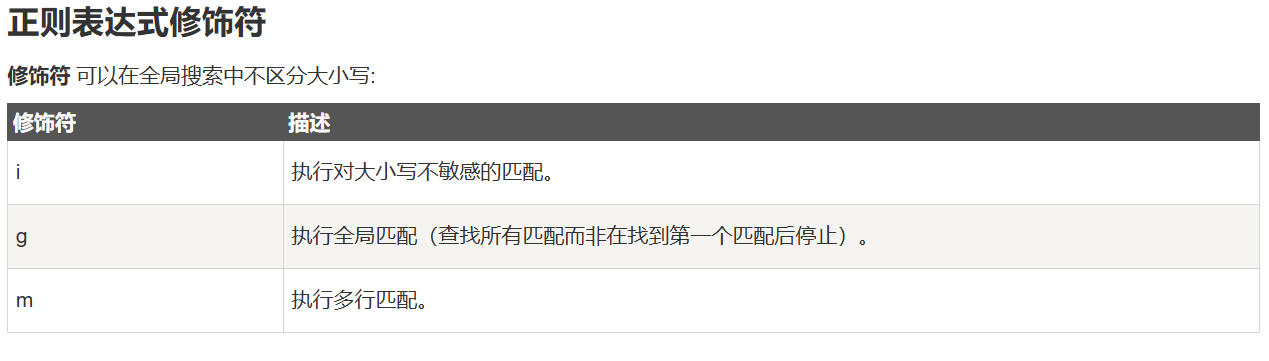 正则表达式修饰符
修饰符 可以在全局搜索中不区分大小写:
修饰符 描述
i 执行对大小写不敏感的匹配。
g 执行全局匹配（查找所有匹配而非在找到第一个匹配后停止）。
m 执行多行匹配。